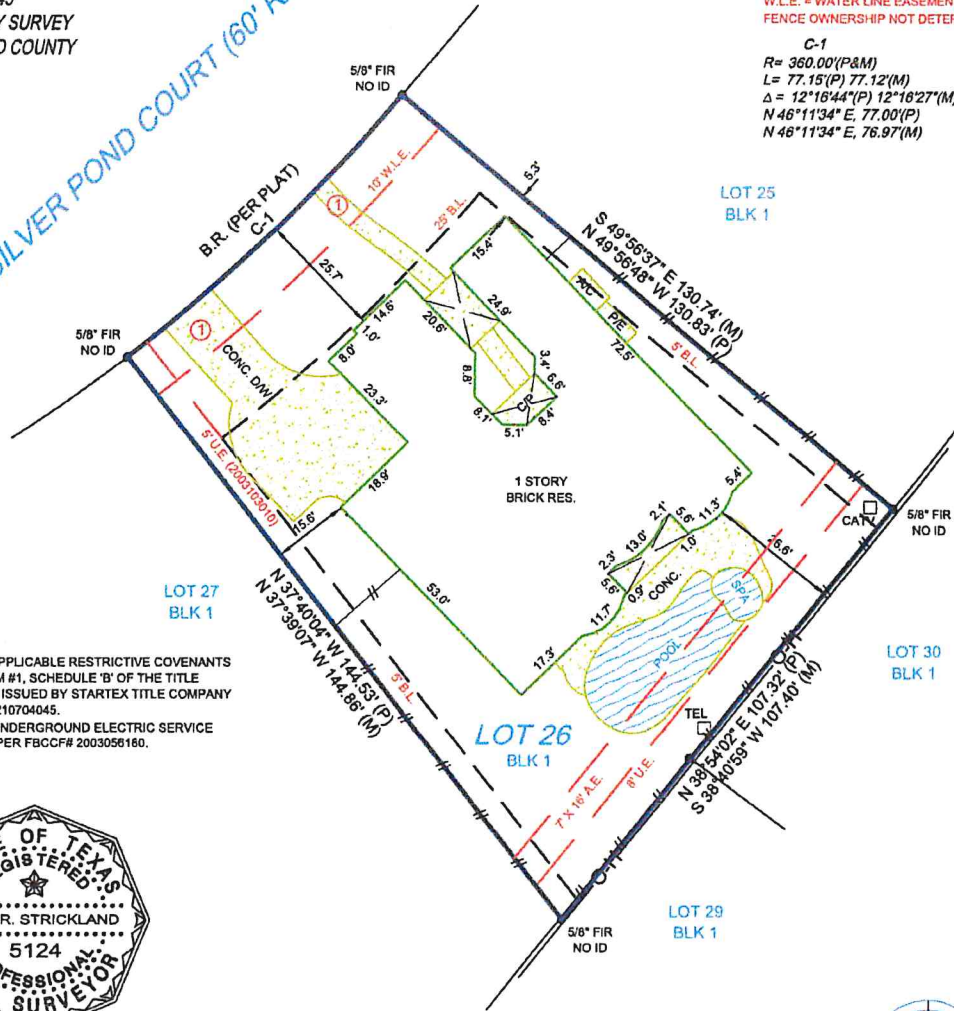 Y SURVEY
D COUNTY
SILVER POND COURT (60' R
W.L.E. = WATER LINE EASEMEN
FENCE OWNERSHIP NOT DETER
C-1
R= 360.00'(P&M)
L= 77.15'(P) 77.12'(M)
Δ = 12°16'44"(P) 12°16'27"(M)
N 46°11'34" E, 77.00'(P)
N 46°11'34" E, 76.97'(M)
5/8" FIR
NO ID
B.R. (PER PLAT)
C-1
10' W.L.E.
1
25' B.L.
5.3'
LOT 25
BLK 1
S 49°56'37" E 130.74' (M)
N 49°56'48" W 130.83' (P)
5' B.L.
25.7'
15.4'
14.6'
1.0'
8.0'
20.6'
24.9'
A/C
P/E
72.5'
5/8" FIR
NO ID
1
CONC. D/W
23.3'
8.8'
8.1'
5.1'
8.4'
6.6'
C/P
5' U.E. (2003103010)
18.9'
15.6'
1 STORY
BRICK RES.
5.4'
11.3'
2.1'
5.6'
13.0'
1.0'
2.3'
5.6'
0.9'
CONC.
11.7'
17.3'
53.0'
SPA
POOL
CATV
5/8" FIR
NO ID
LOT 27
BLK 1
N 37°40'04" W 144.53' (P)
N 37°39'07" W 144.86' (M)
5' B.L.
LOT 30
BLK 1
TEL
LOT 26
BLK 1
N 38°54'02" E 107.32' (P)
S 38°40'59" W 107.40' (M)
7' X 16' A.E.
8' U.E.
PPLICABLE RESTRICTIVE COVENANTS
M #1, SCHEDULE 'B' OF THE TITLE
ISSUED BY STARTEX TITLE COMPANY
210704045.
NDERGROUND ELECTRIC SERVICE
PER FBCCF# 2003056160.
LOT 29
BLK 1
5/8" FIR
NO ID
E OF TEXAS
GISTERED
R. STRICKLAND
5124
FESSIONAL
SURVEYOR